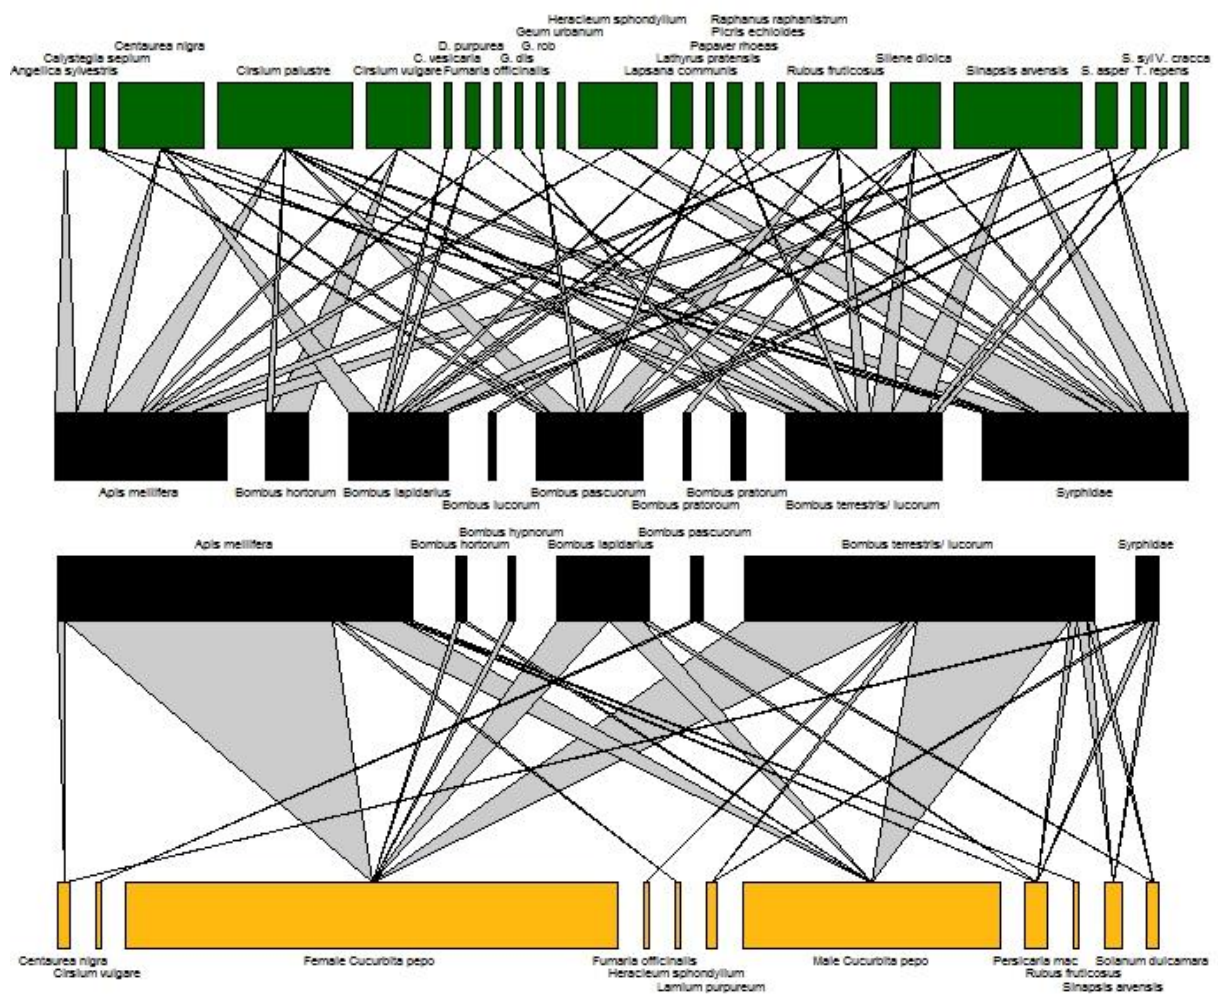 Heracleum sphondylium Raphanus raphanistrum
Geum urbanum Picris echioides
Centaurea nigra D. purpurea G. rob Papaver rhoeas
Calystegia sepium C. vesicaria G. dis Lathyrus pratensis Silene dioica S. syl V. cracca
Angelica sylvestris Cirsium palustre Cirsium vulgare Fumaria officinalis Lapsana communis Rubus fruticosus Sinapsis arvensis S. asper T. repens
Apis mellifera Bombus hortorum Bombus lapidarius Bombus pascuorum Bombus pratorum Syrphidae
Bombus lucorum Bombus pratoroum Bombus terrestris/ lucorum
Bombus hypnorum Bombus pascuorum
Apis mellifera Bombus hortorum Bombus lapidarius Bombus terrestris/ lucorum Syrphidae
Centaurea nigra Female Cucurbita pepo Fumaria officinalis Male Cucurbita pepo Persicaria mac Solanum dulcamara
Cirsium vulgare Heracleum sphondylium Rubus fruticosus
Lamium purpureum Sinapsis arvensis